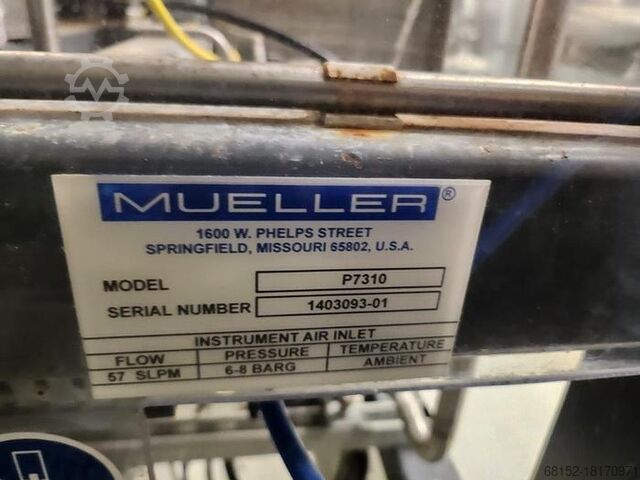 MUELLER®
1600 W. PHELPS STREET
SPRINGFIELD, MISSOURI 65802, U.S.A.
MODEL P7310
SERIAL NUMBER 1403093-01
INSTRUMENT AIR INLET
FLOW PRESSURE TEMPERATURE
57 SLPM 6-8 BARG AMBIENT
68152-18170971